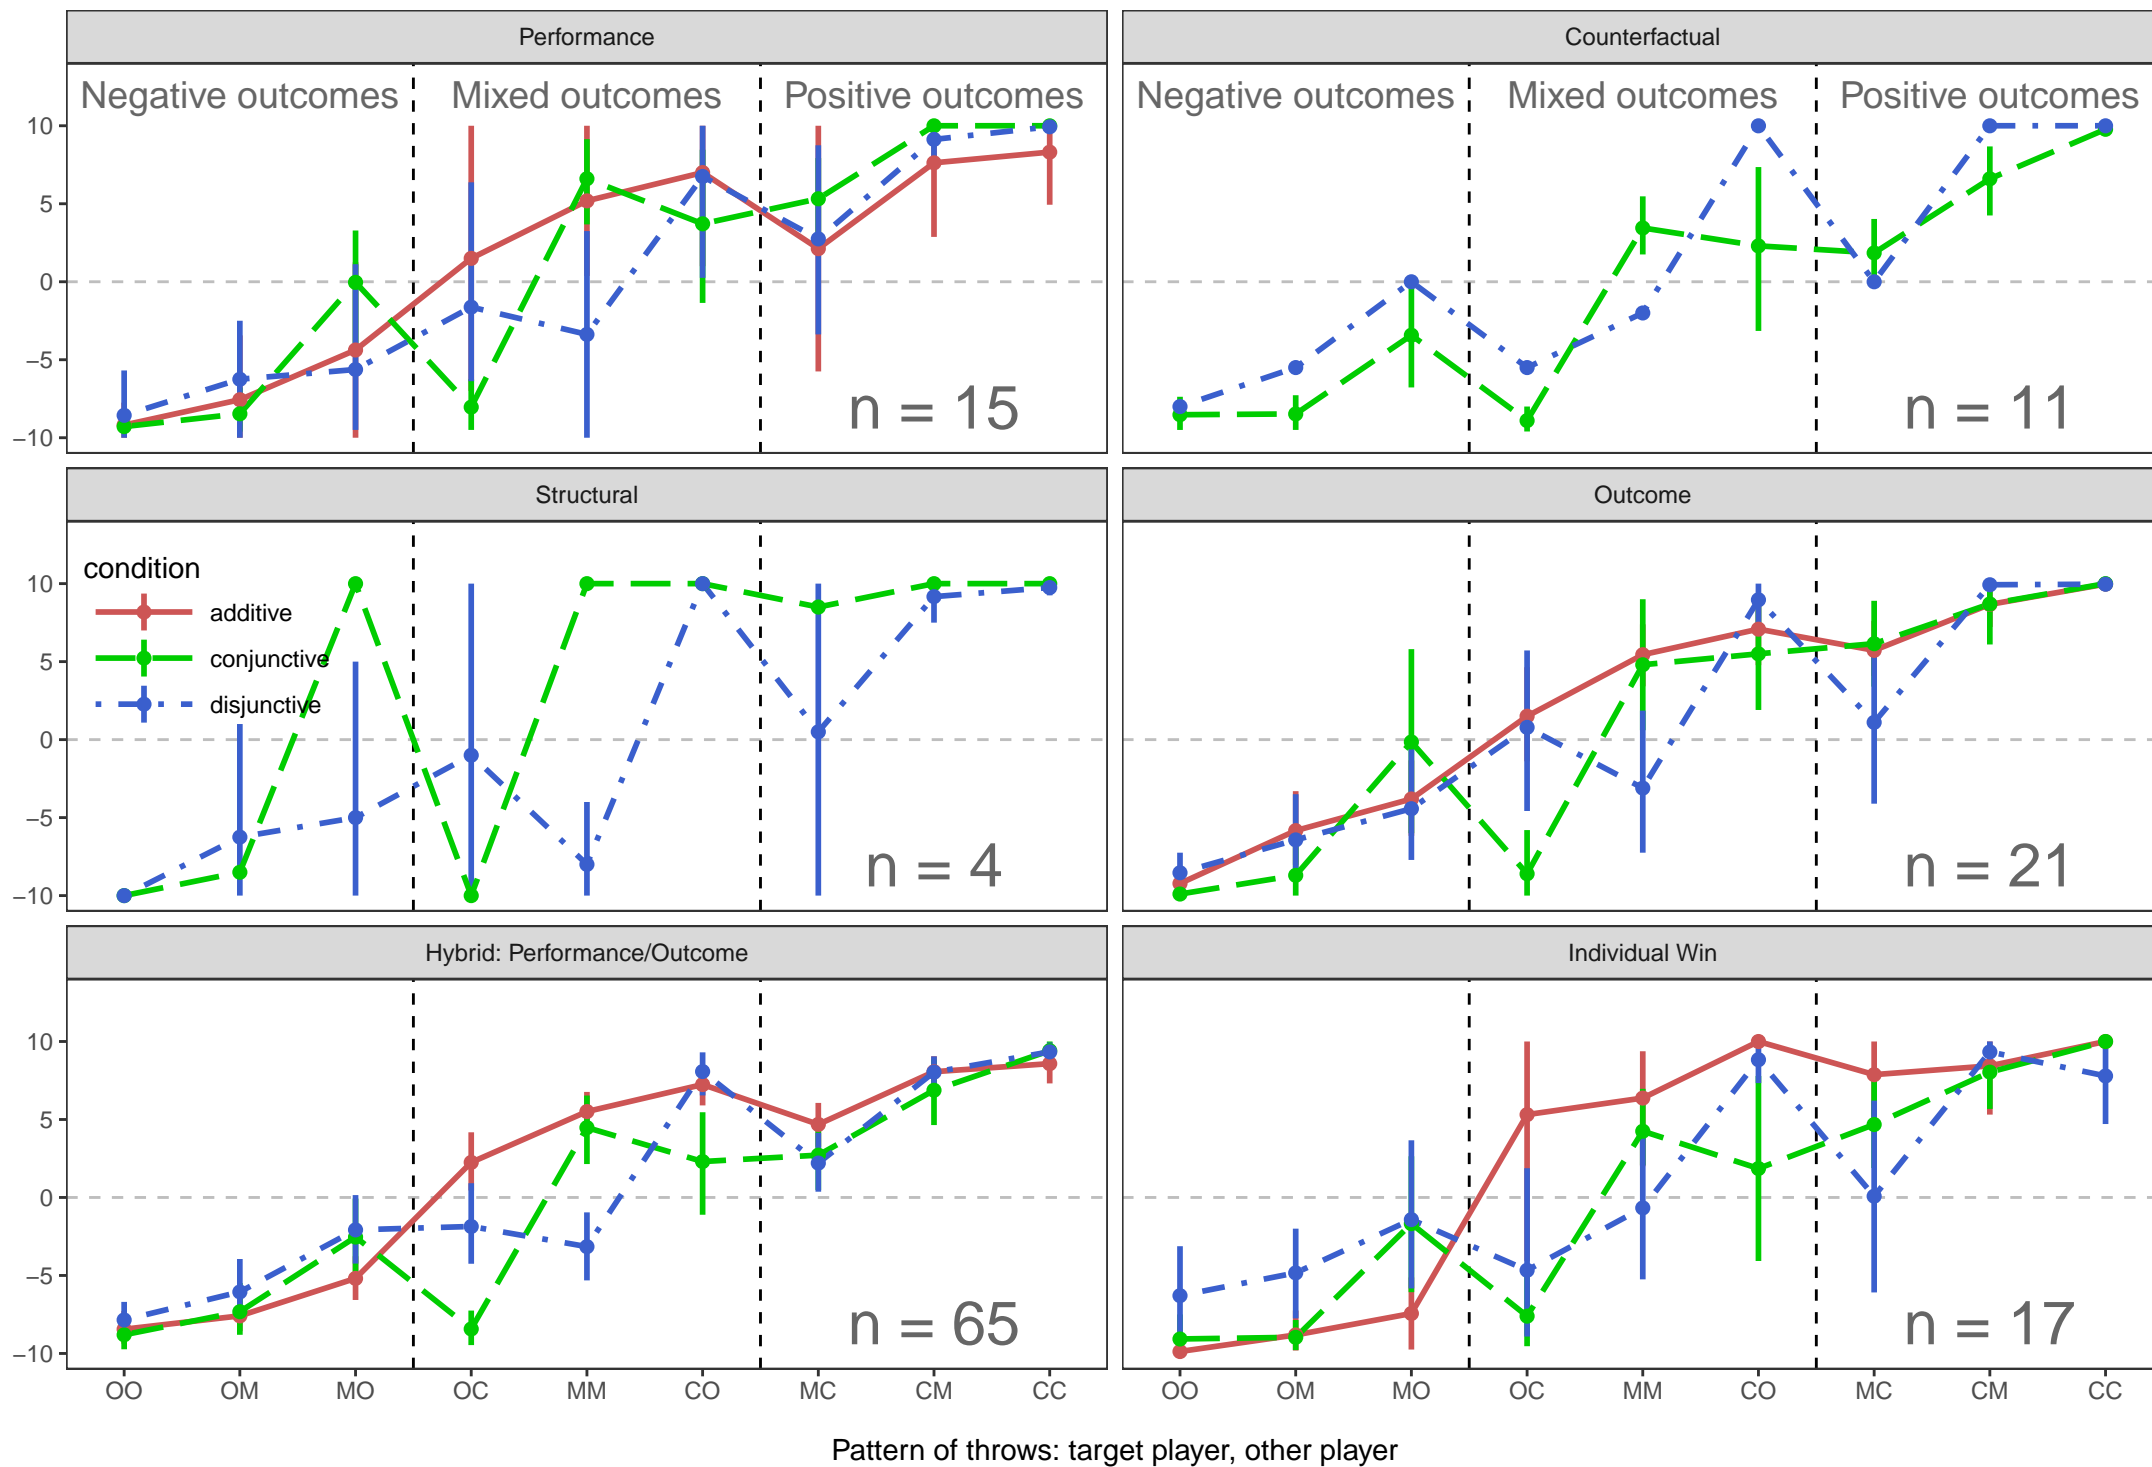 Performance
Counterfactual
Negative outcomes
Mixed outcomes
Positive outcomes
Negative outcomes
Mixed outcomes
Positive outcomes
10
5
0
−5
−10
n = 15
n = 11
Structural
Outcome
condition
additive
conjunctive
disjunctive
10
5
0
−5
−10
n = 4
n = 21
Hybrid: Performance/Outcome
Individual Win
10
5
0
−5
−10
n = 65
n = 17
OO OM MO OC MM CO MC CM CC
OO OM MO OC MM CO MC CM CC
Pattern of throws: target player, other player